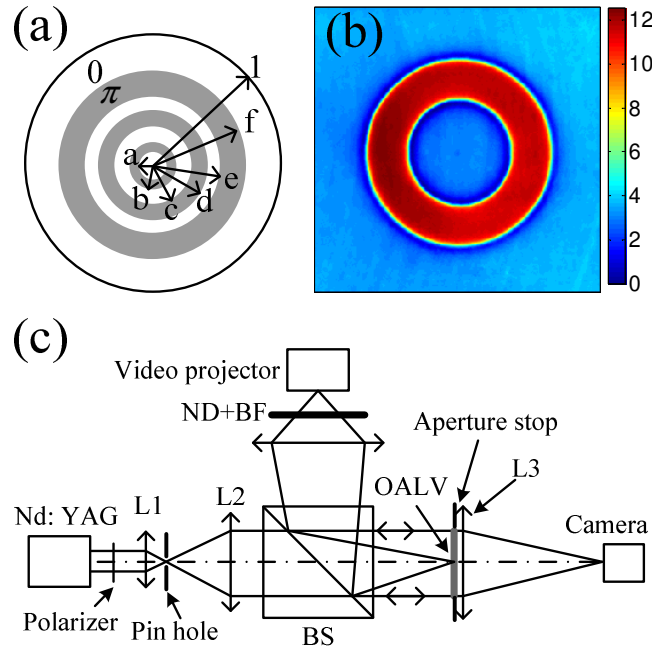 (a)
0
π
1
f
a
e
b
c
d
(b)
12
10
8
6
4
2
0
(c)
Video projector
ND+BF
Aperture stop
OALV
L3
L1
L2
Nd: YAG
Camera
Polarizer
Pin hole
BS